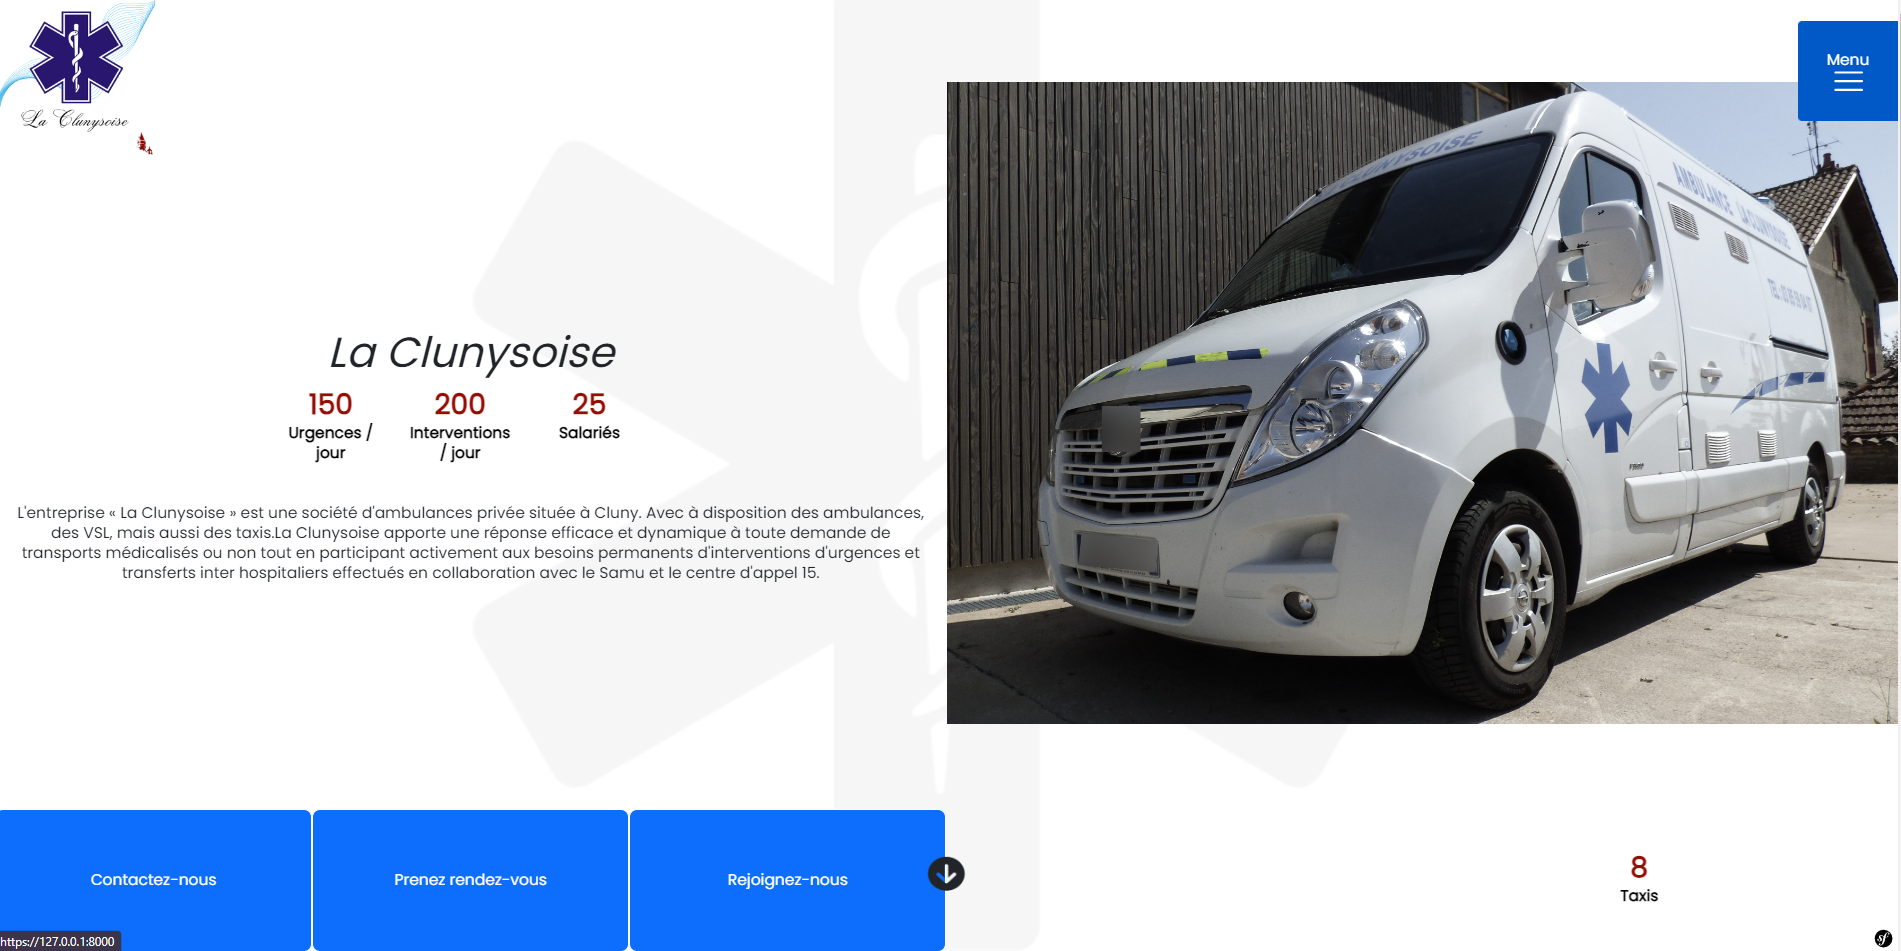 La Clunysoise
Menu
CLUNYSOISE
AMBULANCE LA CLUNYSOISE
La Clunysoise
150
Urgences /
jour
200
Interventions
/ jour
25
Salariés
L'entreprise « La Clunysoise » est une société d'ambulances privée située à Cluny. Avec à disposition des ambulances,
des VSL, mais aussi des taxis.La Clunysoise apporte une réponse efficace et dynamique à toute demande de
transports médicalisés ou non tout en participant activement aux besoins permanents d'interventions d'urgences et
transferts inter hospitaliers effectués en collaboration avec le Samu et le centre d'appel 15.
Contactez-nous
Prenez rendez-vous
Rejoignez-nous
8
Taxis
https://127.0.0.1:8000
sf